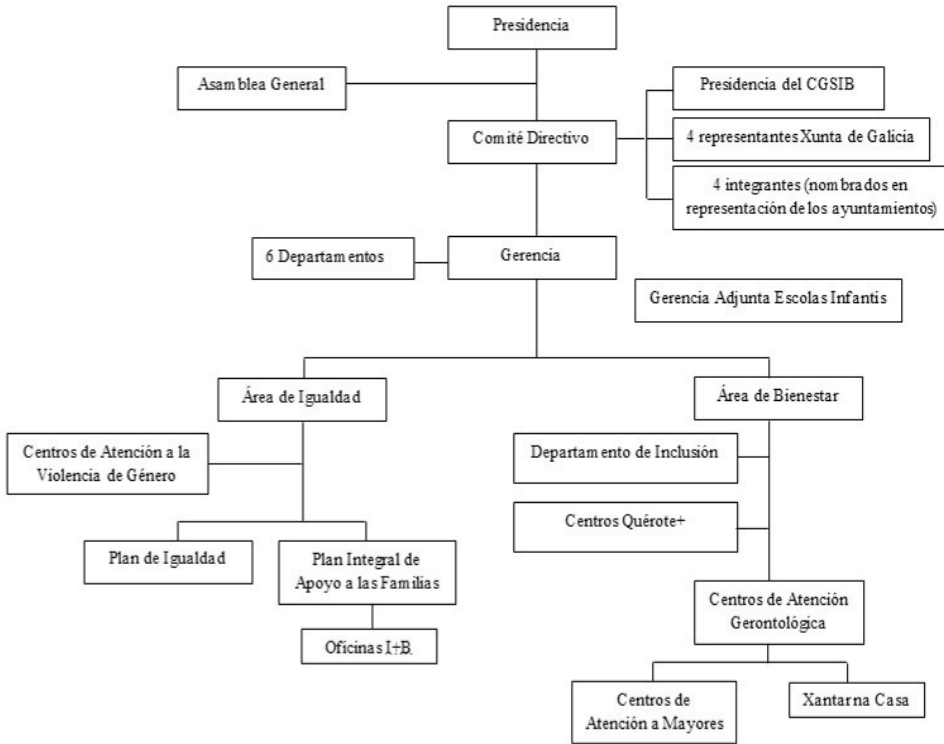 Presidencia
Asamblea General
Presidencia del CGSIB
Comité Directivo
4 representantes Xunta de Galicia
4 integrantes (nombrados en
representación de los ayuntamientos)
6 Departamentos
Gerencia
Gerencia Adjunta Escolas Infantis
Área de Igualdad
Área de Bienestar
Centros de Atención a la
Violencia de Género
Departamento de Inclusión
Centros Quérote+
Plan de Igualdad
Plan Integral de
Apoyo a las Familias
Oficinas I+B.
Centros de Atención
Gerontológica
Centros de
Atención a Mayores
Xantarna Casa